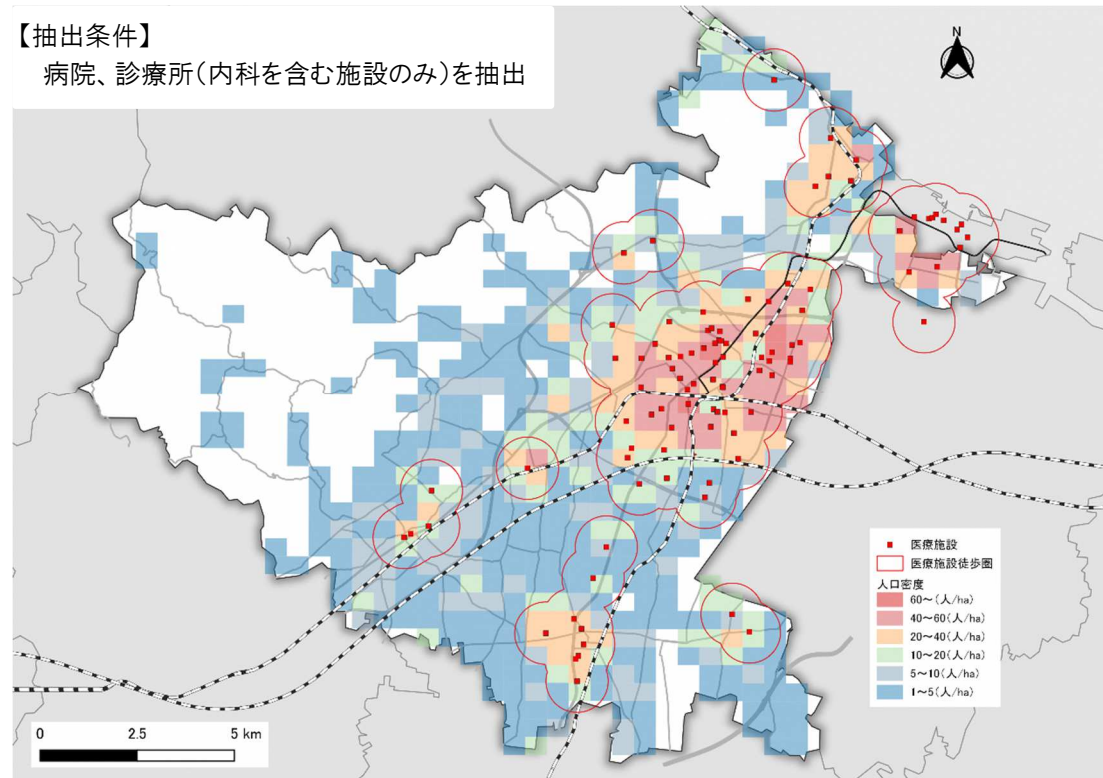 【抽出条件】
病院、診療所(内科を含む施設のみ)を抽出
N
医療施設
医療施設徒歩圏
人口密度
60~(人/ha)
40~60(人/ha)
20~40(人/ha)
10~20(人/ha)
5~10(人/ha)
1~5(人/ha)
0 2.5 5 km